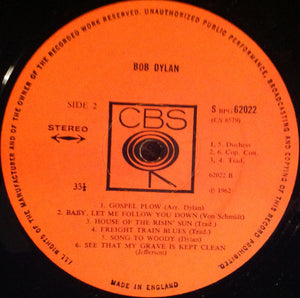 ALL RIGHTS OF THE MANUFACTURER AND OF THE OWNER OF THE RECORDED WORK RESERVED. UNAUTHORISED PUBLIC PERFORMANCE, BROADCASTING AND COPYING OF THIS RECORD PROHIBITED.
BOB DYLAN
SIDE 2
CBS
S BPG 62022
STEREO
1, 5. Duchess
2, 6. Cop. Con.
3, 4. Trad.
62022 B
33⅓
℗ 1962
1. GOSPEL PLOW (Arr. Dylan)
2. BABY, LET ME FOLLOW YOU DOWN (Von Schmidt)
3. HOUSE OF THE RISIN' SUN (Trad.)
4. FREIGHT TRAIN BLUES (Trad.)
5. SONG TO WOODY (Dylan)
6. SEE THAT MY GRAVE IS KEPT CLEAN
(Jefferson)
MADE IN ENGLAND